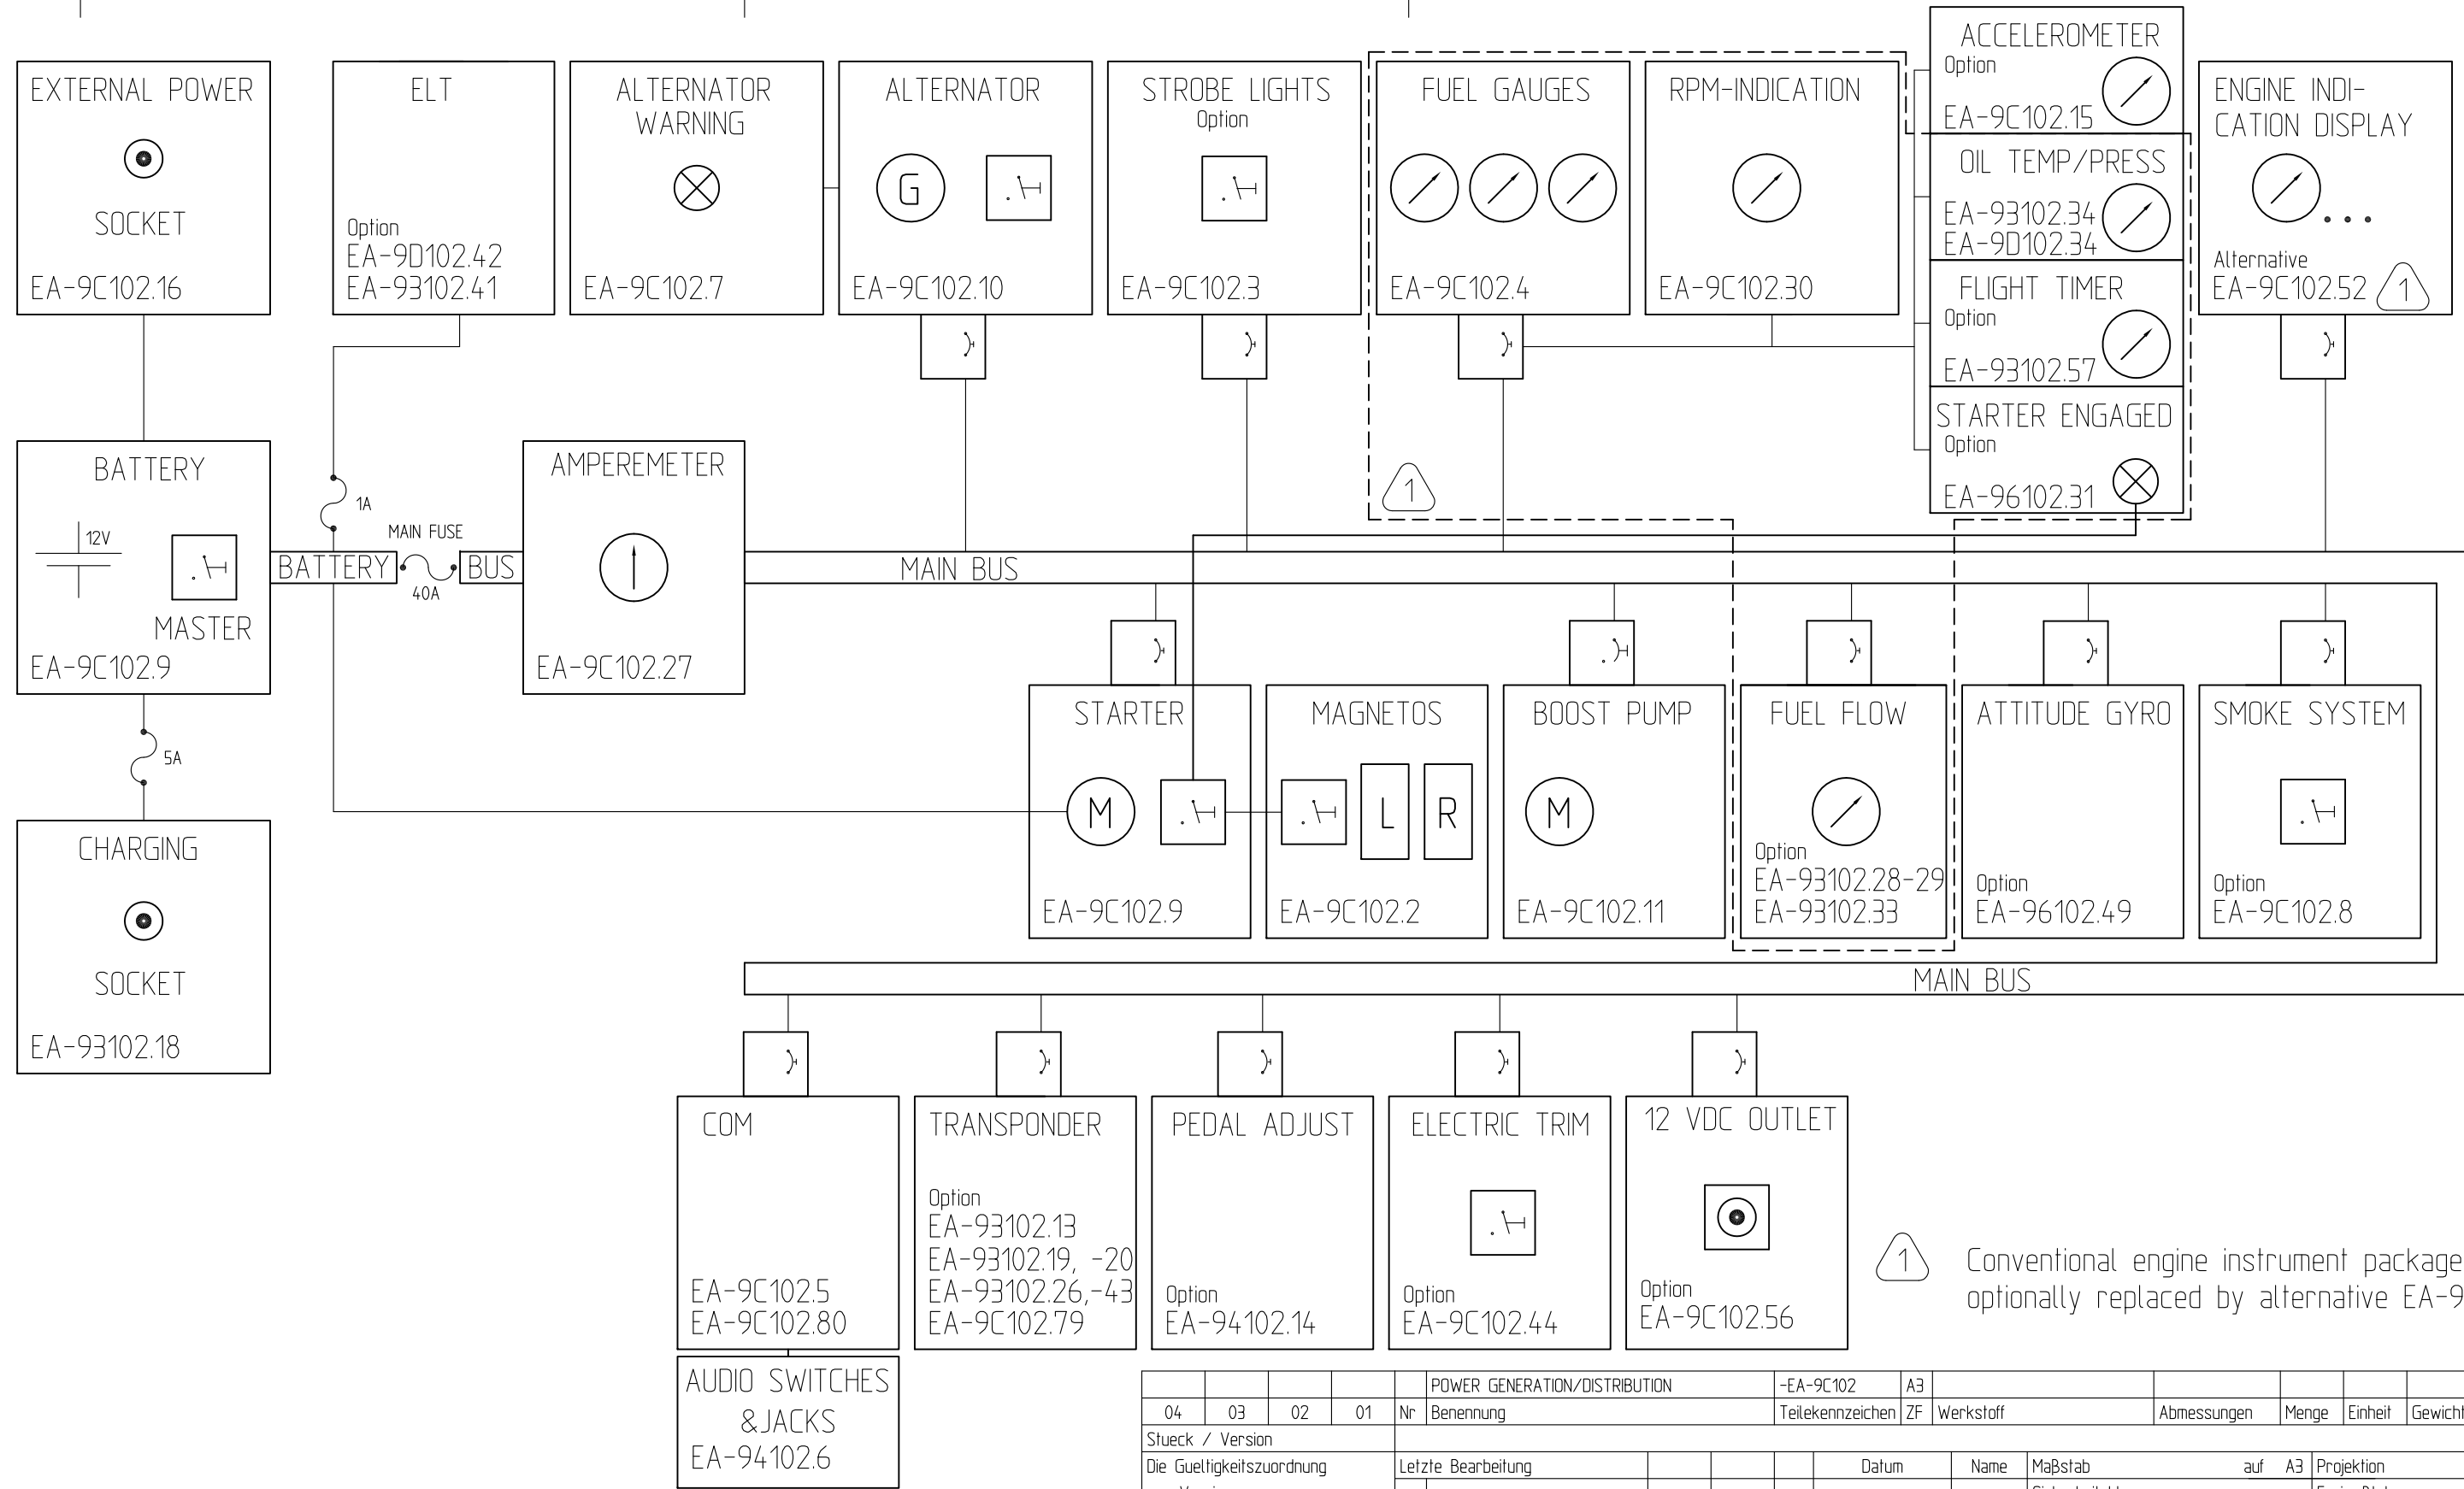 EXTERNAL POWER
SOCKET
EA-9C102.16
ELT
Option
EA-9D102.42
EA-93102.41
ALTERNATOR
WARNING
EA-9C102.7
ALTERNATOR
G
EA-9C102.10
STROBE LIGHTS
Option
EA-9C102.3
FUEL GAUGES
EA-9C102.4
RPM-INDICATION
EA-9C102.30
ACCELEROMETER
Option
EA-9C102.15
OIL TEMP/PRESS
EA-93102.34
EA-9D102.34
FLIGHT TIMER
Option
EA-93102.57
STARTER ENGAGED
Option
EA-96102.31
ENGINE INDI-
CATION DISPLAY
...
Alternative
EA-9C102.52
1
1
BATTERY
12V
MASTER
EA-9C102.9
1A
MAIN FUSE
BATTERY
BUS
40A
AMPEREMETER
EA-9C102.27
MAIN BUS
5A
CHARGING
SOCKET
EA-93102.18
STARTER
M
EA-9C102.9
MAGNETOS
L
R
EA-9C102.2
BOOST PUMP
M
EA-9C102.11
FUEL FLOW
Option
EA-93102.28-29
EA-93102.33
ATTITUDE GYRO
Option
EA-96102.49
SMOKE SYSTEM
Option
EA-9C102.8
MAIN BUS
COM
EA-9C102.5
EA-9C102.80
AUDIO SWITCHES
&JACKS
EA-94102.6
TRANSPONDER
Option
EA-93102.13
EA-93102.19, -20
EA-93102.26,-43
EA-9C102.79
PEDAL ADJUST
Option
EA-94102.14
ELECTRIC TRIM
Option
EA-9C102.44
12 VDC OUTLET
Option
EA-9C102.56
1
Conventional engine instrument package
optionally replaced by alternative EA-9
POWER GENERATION/DISTRIBUTION -EA-9C102 A3
04 03 02 01 Nr Benennung Teilekennzeichen ZF Werkstoff Abmessungen Menge Einheit Gewicht
Stueck / Version
Die Gueltigkeitszuordnung Letzte Bearbeitung Datum Name Maßstab auf A3 Projektion